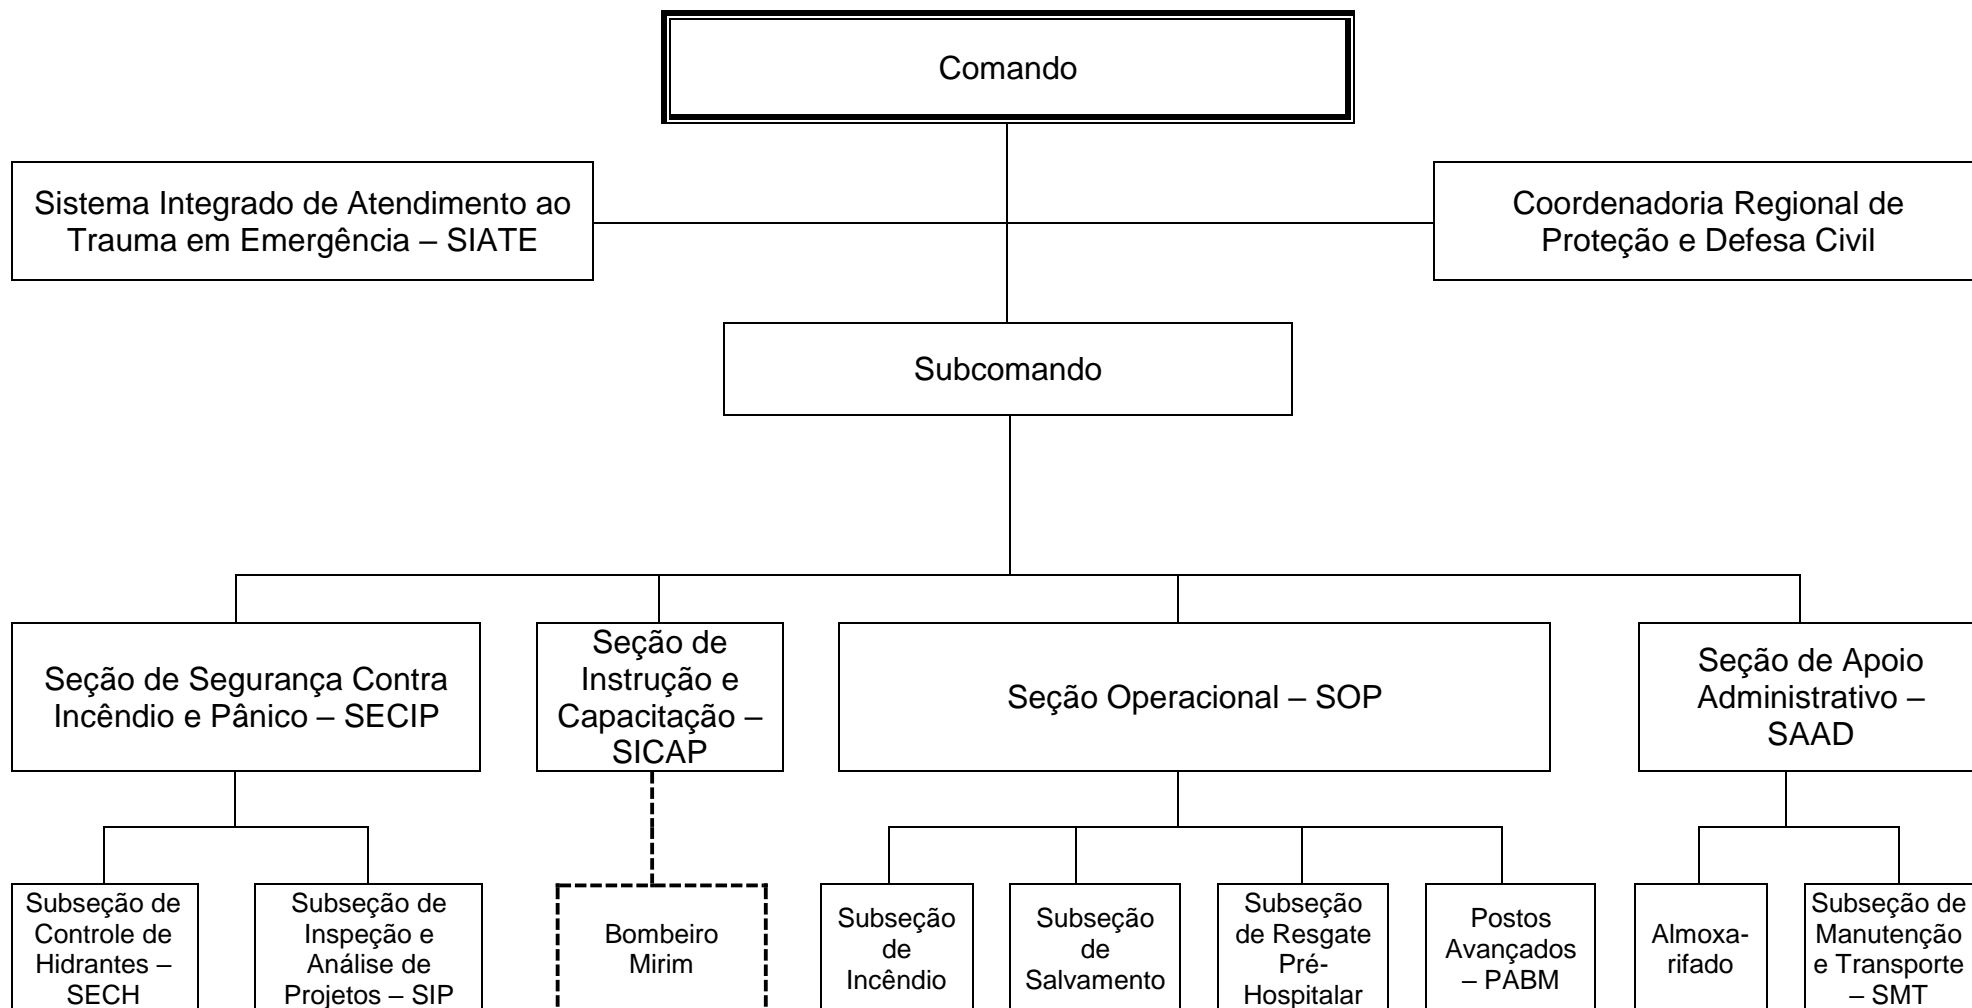 Comando
Sistema Integrado de Atendimento ao
Trauma em Emergência – SIATE
Coordenadoria Regional de
Proteção e Defesa Civil
Subcomando
Seção de Segurança Contra
Incêndio e Pânico – SECIP
Seção de
Instrução e
Capacitação –
SICAP
Seção Operacional – SOP
Seção de Apoio
Administrativo –
SAAD
Subseção de
Controle de
Hidrantes –
SECH
Subseção de
Inspeção e
Análise de
Projetos – SIP
Bombeiro
Mirim
Subseção
de
Incêndio
Subseção
de
Salvamento
Subseção
de Resgate
Pré-
Hospitalar
Postos
Avançados
– PABM
Almoxa-
rifado
Subseção de
Manutenção
e Transporte
– SMT